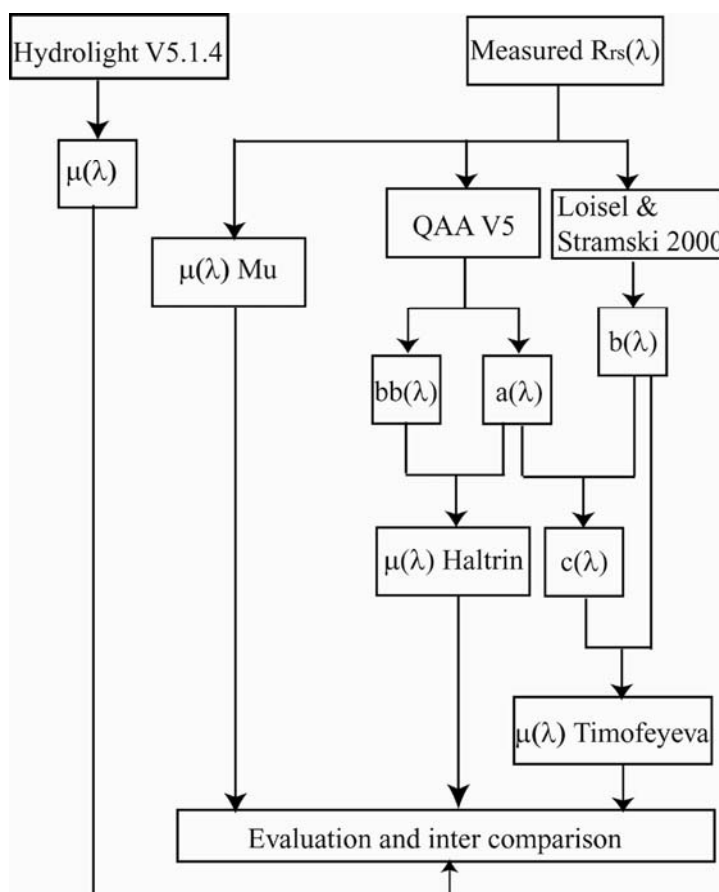 Hydrolight V5.1.4
Measured Rrs(λ)
μ(λ)
μ(λ) Mu
QAA V5
Loisel &
Stramski 2000
bb(λ)
a(λ)
b(λ)
μ(λ) Haltrin
c(λ)
μ(λ) Timofeyeva
Evaluation and inter comparison